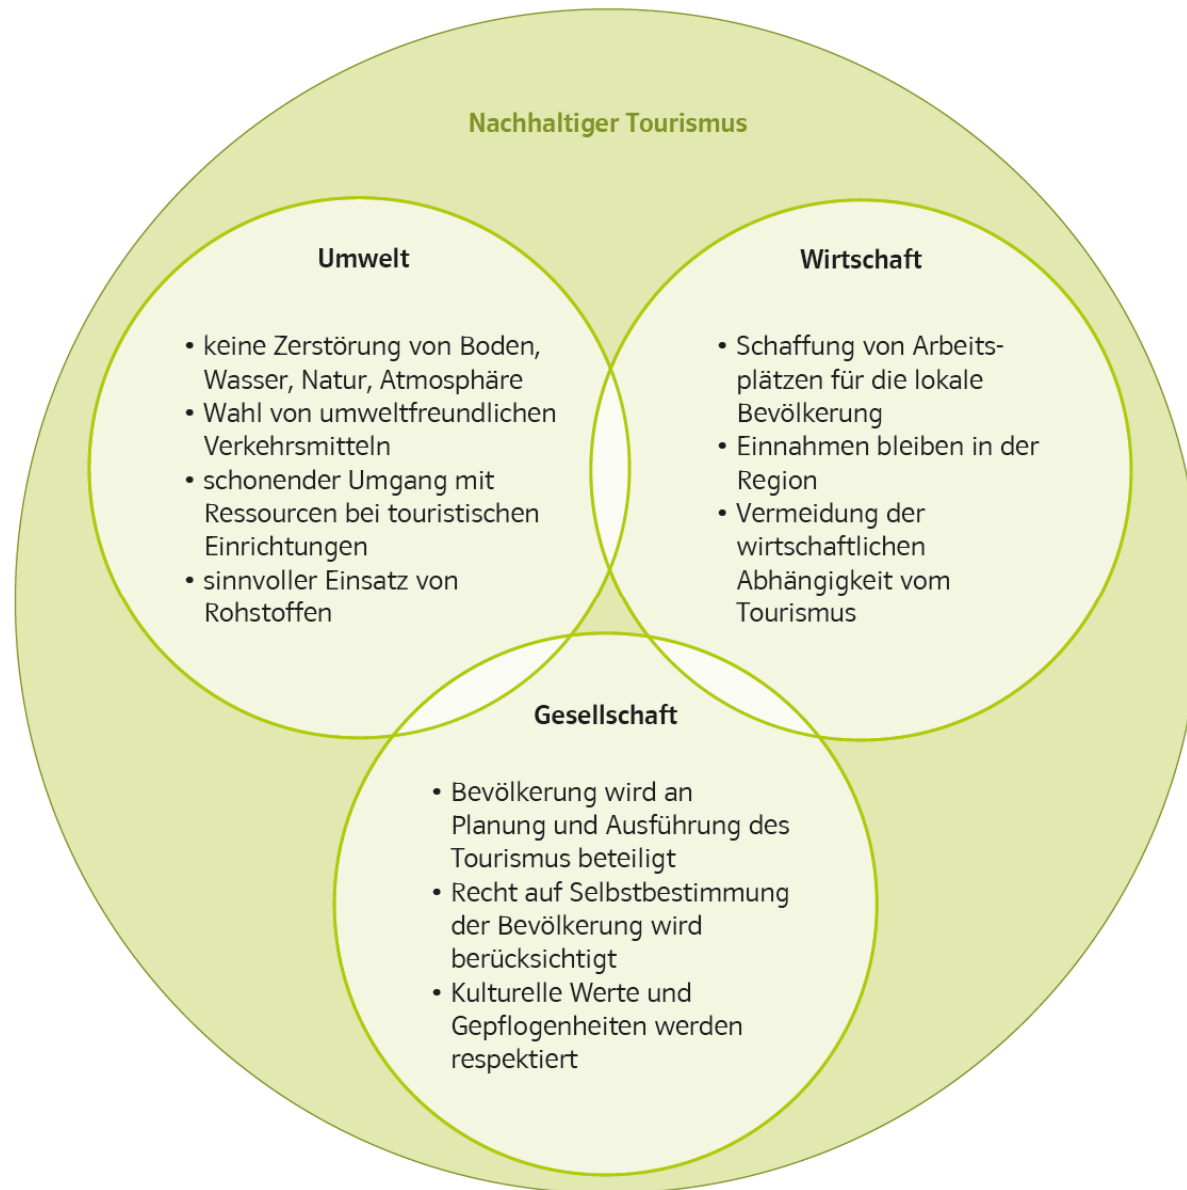 Nachhaltiger Tourismus
Umwelt
• keine Zerstörung von Boden,
Wasser, Natur, Atmosphäre
• Wahl von umweltfreundlichen
Verkehrsmitteln
• schonender Umgang mit
Ressourcen bei touristischen
Einrichtungen
• sinnvoller Einsatz von
Rohstoffen
Wirtschaft
• Schaffung von Arbeits-
plätzen für die lokale
Bevölkerung
• Einnahmen bleiben in der
Region
• Vermeidung der
wirtschaftlichen
Abhängigkeit vom
Tourismus
Gesellschaft
• Bevölkerung wird an
Planung und Ausführung des
Tourismus beteiligt
• Recht auf Selbstbestimmung
der Bevölkerung wird
berücksichtigt
• Kulturelle Werte und
Gepflogenheiten werden
respektiert